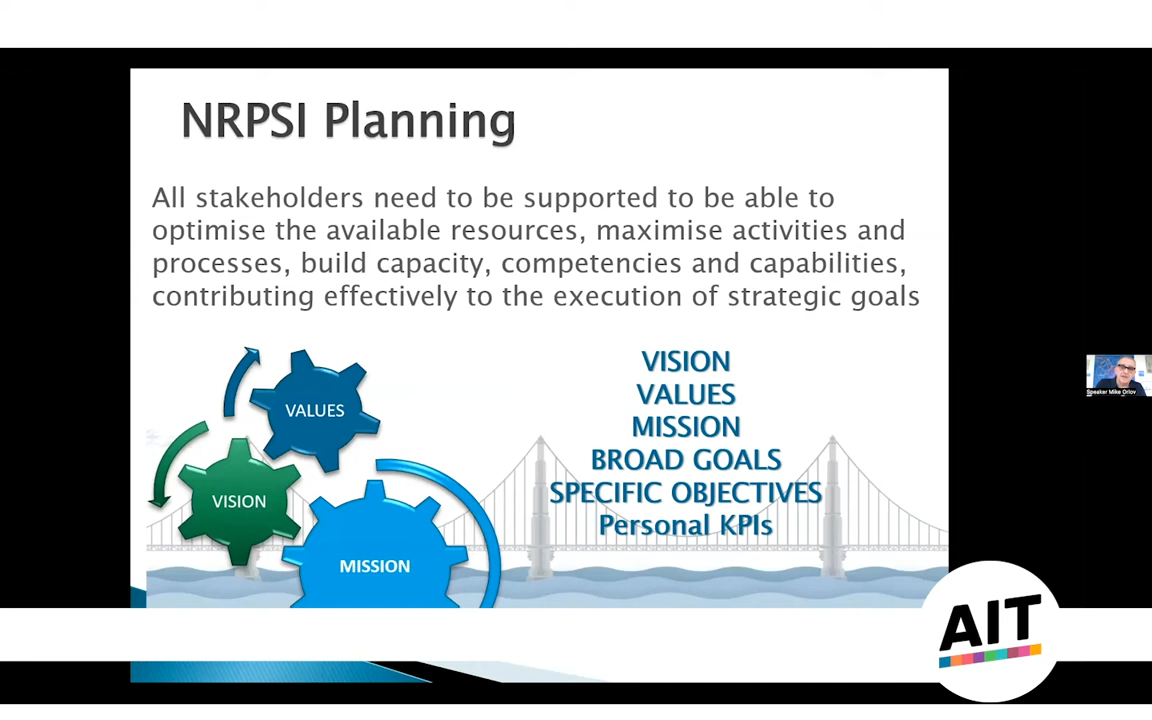 NRPSI Planning
All stakeholders need to be supported to be able to
optimise the available resources, maximise activities and
processes, build capacity, competencies and capabilities,
contributing effectively to the execution of strategic goals
VALUES
VISION
MISSION
VISION
VALUES
MISSION
BROAD GOALS
SPECIFIC OBJECTIVES
Personal KPIs
Speaker Mike Orlov
AIT